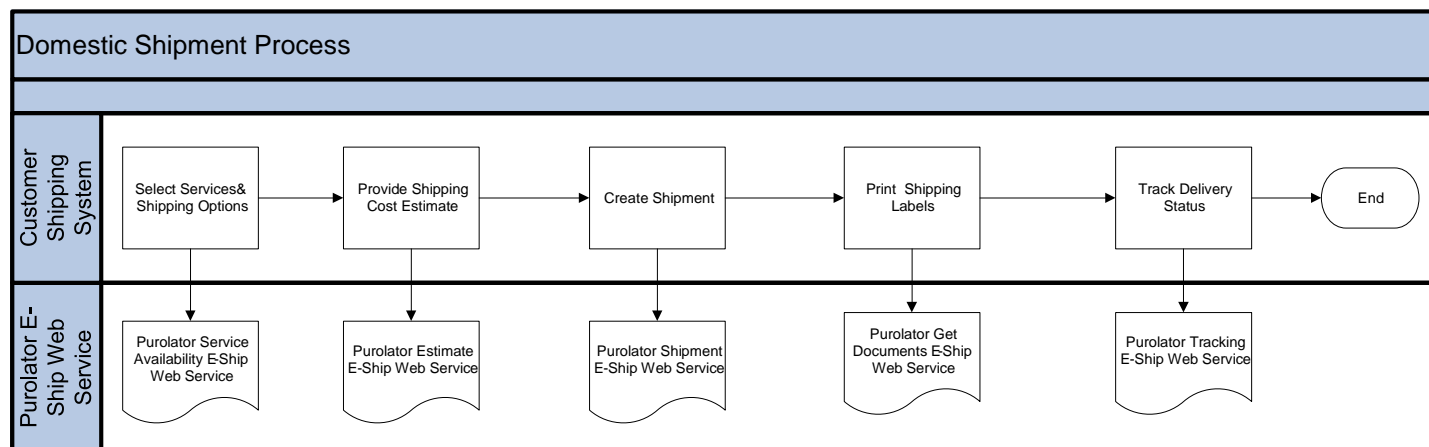 Domestic Shipment Process
Customer
Shipping
System
Select Services&
Shipping Options
Provide Shipping
Cost Estimate
Create Shipment
Print Shipping
Labels
Track Delivery
Status
End
Purolator E-
Ship Web
Service
Purolator Service
Availability E-Ship
Web Service
Purolator Estimate
E-Ship Web Service
Purolator Shipment
E-Ship Web Service
Purolator Get
Documents E-Ship
Web Service
Purolator Tracking
E-Ship Web Service